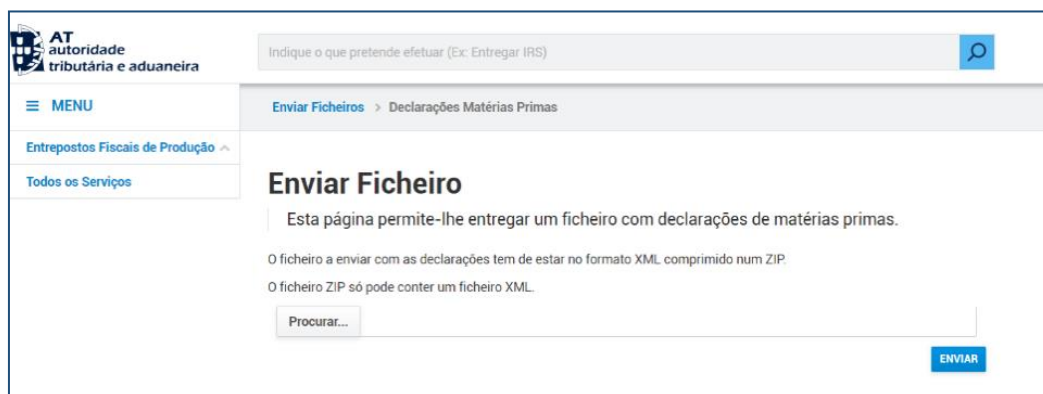 AT
autoridade
tributária e aduaneira
Indique o que pretende efetuar (Ex: Entregar IRS)
MENU
Enviar Ficheiros > Declarações Matérias Primas
Entrepostos Fiscais de Produção
Todos os Serviços
Enviar Ficheiro
Esta página permite-lhe entregar um ficheiro com declarações de matérias primas.
O ficheiro a enviar com as declarações tem de estar no formato XML comprimido num ZIP.
O ficheiro ZIP só pode conter um ficheiro XML.
Procurar...
ENVIAR